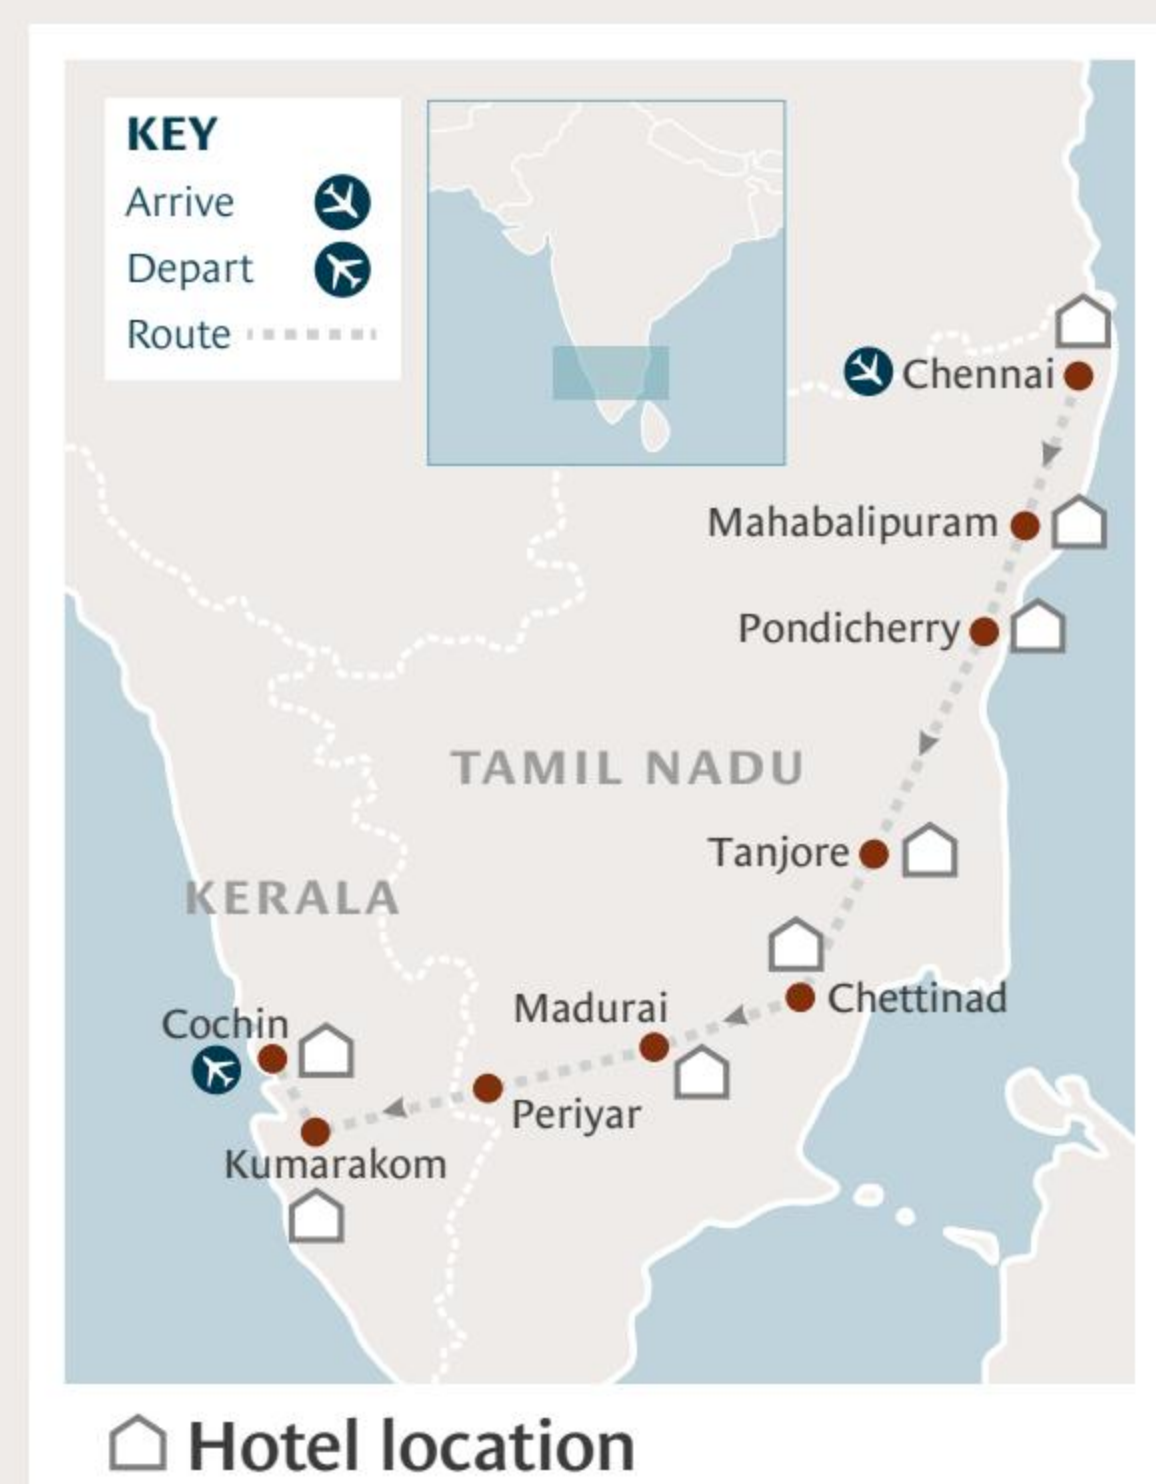 KEY
Arrive
Depart
Route
Chennai
Mahabalipuram
Pondicherry
TAMIL NADU
Tanjore
KERALA
Chettinad
Madurai
Cochin
Periyar
Kumarakom
Hotel location